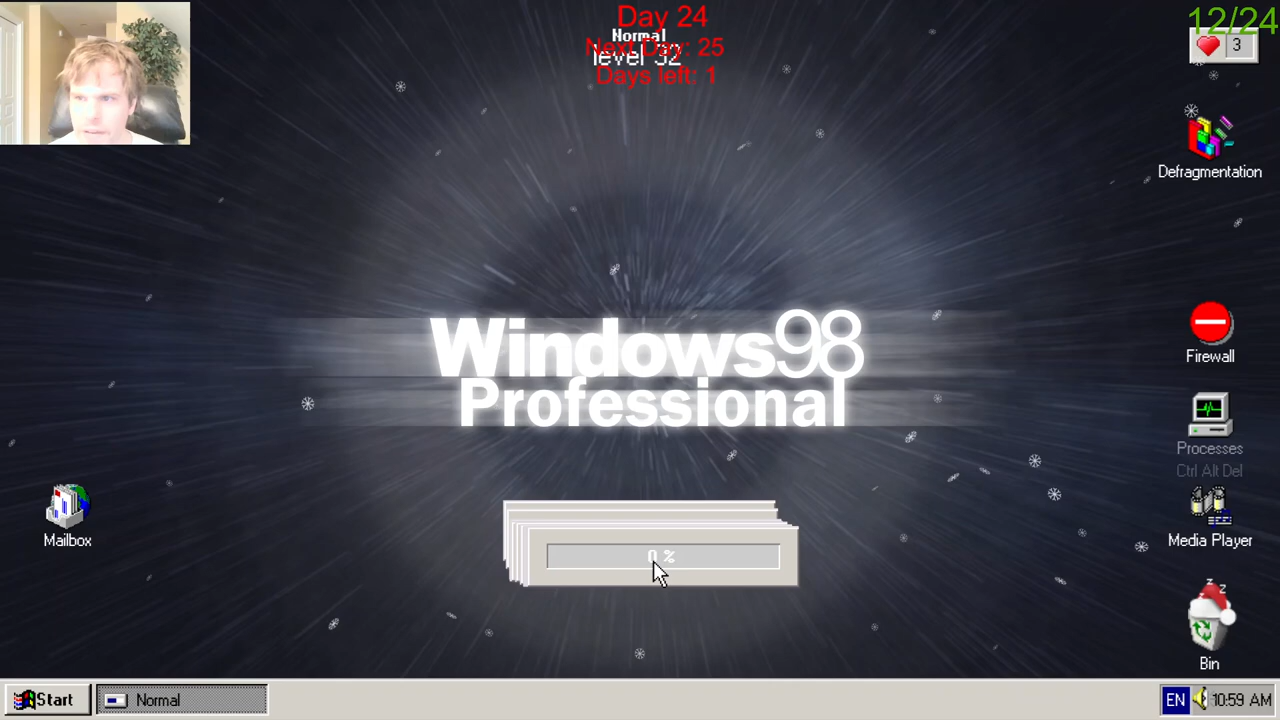 Day 24
Normal
Next Day: 25
level 32
Days left: 1
12/24
3
Defragmentation
Windows98
Professional
Firewall
Processes
Ctrl Alt Del
Mailbox
Media Player
0 %
z z
Bin
Start
Normal
EN
10:59 AM